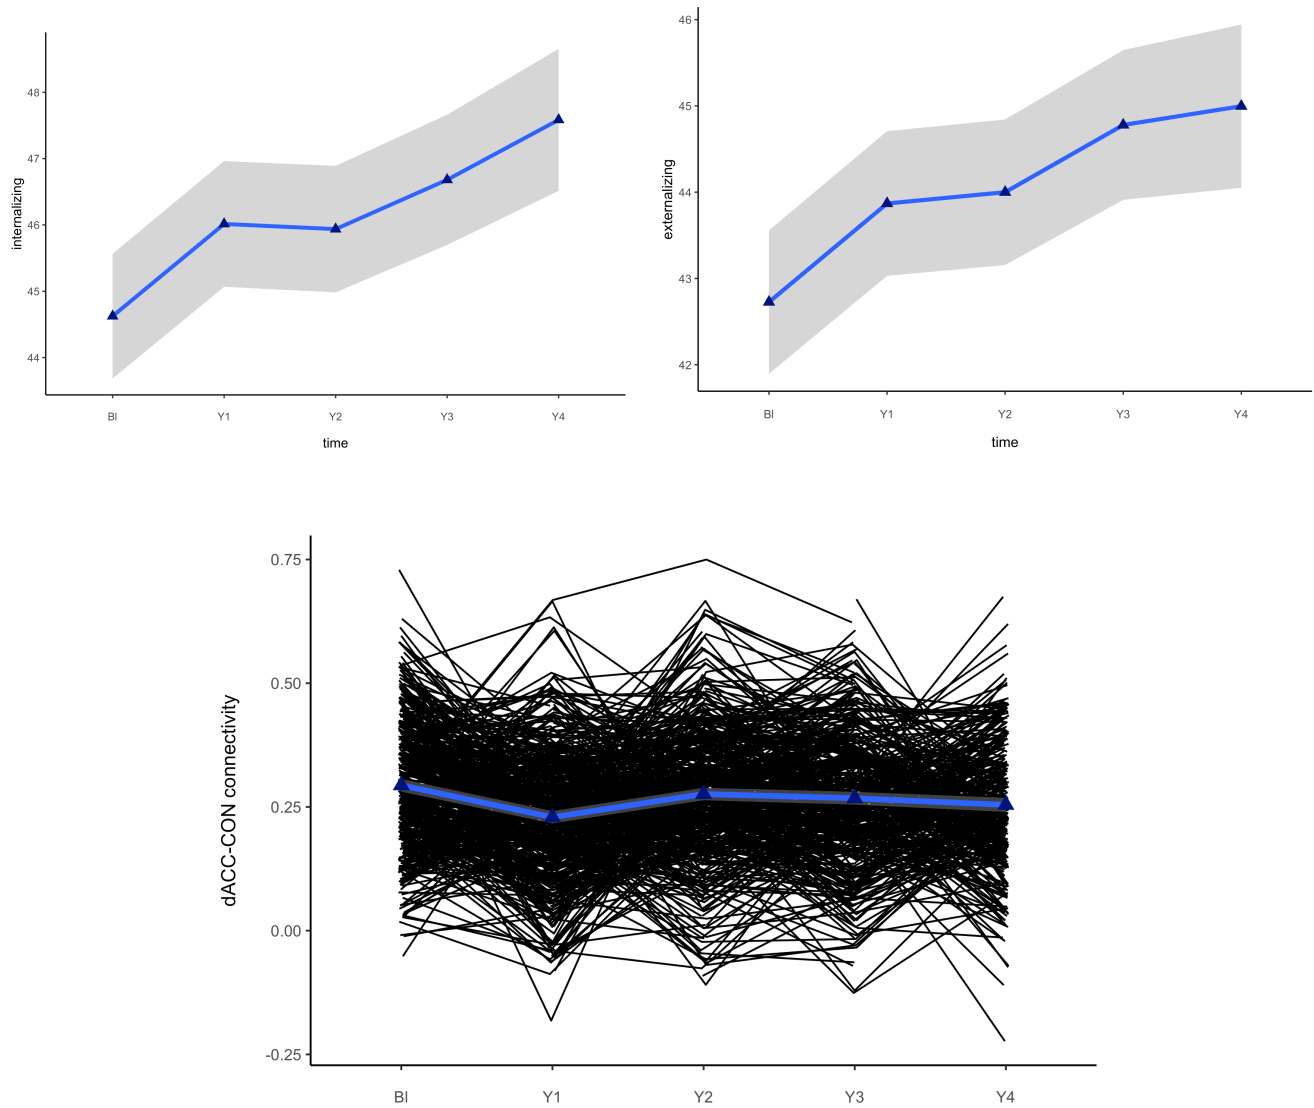 internalizing
48
47
46
45
44
Bl
Y1
Y2
Y3
Y4
time
externalizing
46
45
44
43
42
Bl
Y1
Y2
Y3
Y4
time
dACC-CON connectivity
0.75
0.50
0.25
0.00
-0.25
Bl
Y1
Y2
Y3
Y4